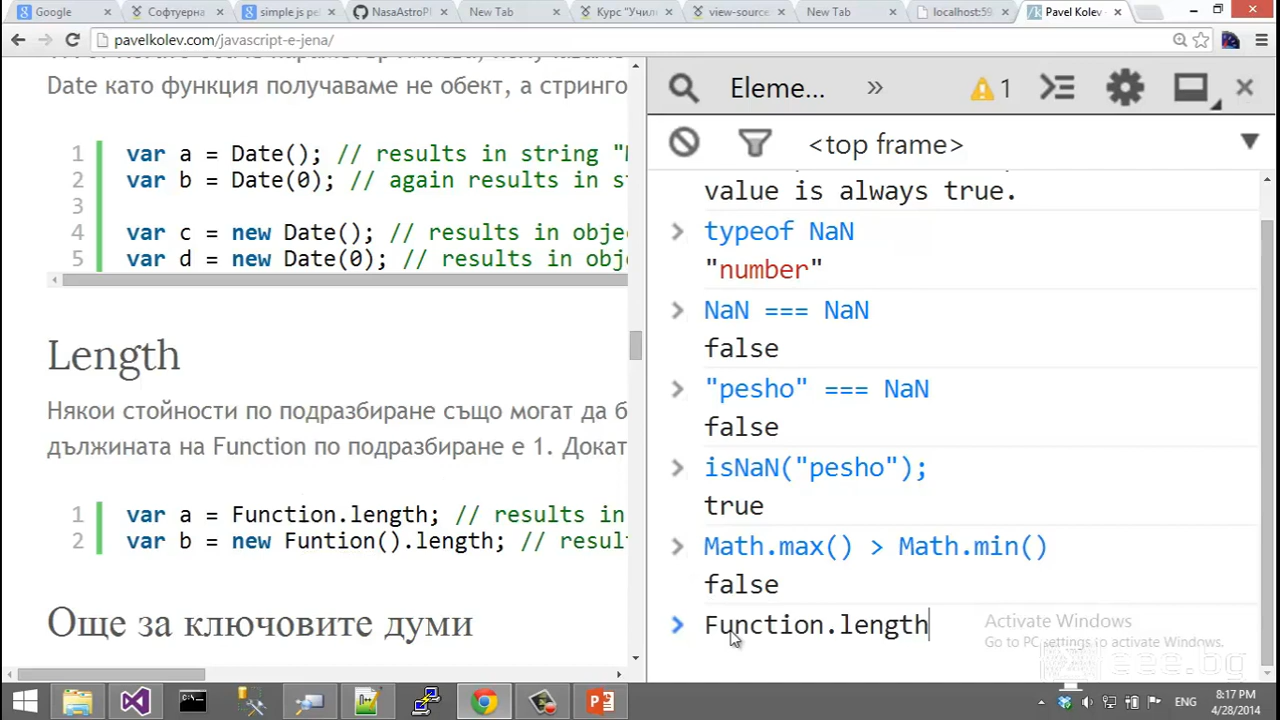 Google
Софтуерна
simple js pe
NasaAstroPI
New Tab
Курс "Учил
view-source:
New Tab
localhost:59
Pavel Kolev -
pavelkolev.com/javascript-e-jena/
Date като функция получаваме не обект, а стринго
1 var a = Date(); // results in string "
2 var b = Date(0); // again results in s
3
4 var c = new Date(); // results in obje
5 var d = new Date(0); // results in obj
Length
Някои стойности по подразбиране също могат да б
дължината на Function по подразбиране е 1. Докат
1 var a = Function.length; // results in
2 var b = new Funtion().length; // resul
Още за ключовите думи
Eleme... » 1
<top frame>
value is always true.
typeof NaN
"number"
NaN === NaN
false
"pesho" === NaN
false
isNaN("pesho");
true
Math.max() > Math.min()
false
Function.length
Activate Windows
Go to PC settings to activate Windows.
eee.bg
ENG
8:17 PM
4/28/2014